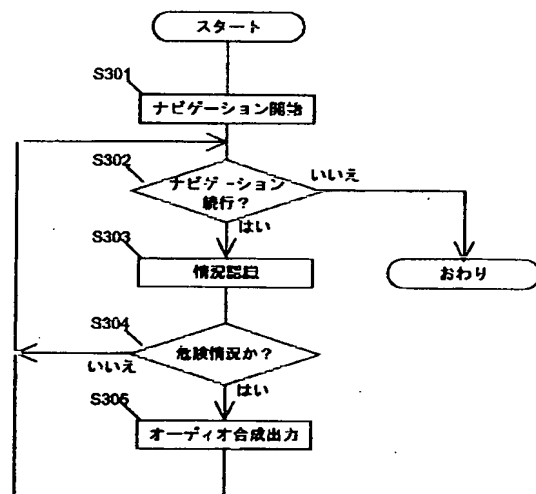 スタート
S301
ナビゲーション開始
S302
ナビゲーション
続行？
いいえ
はい
おわり
S303
情況認識
S304
危険情況か？
いいえ
はい
S305
オーディオ合成出力